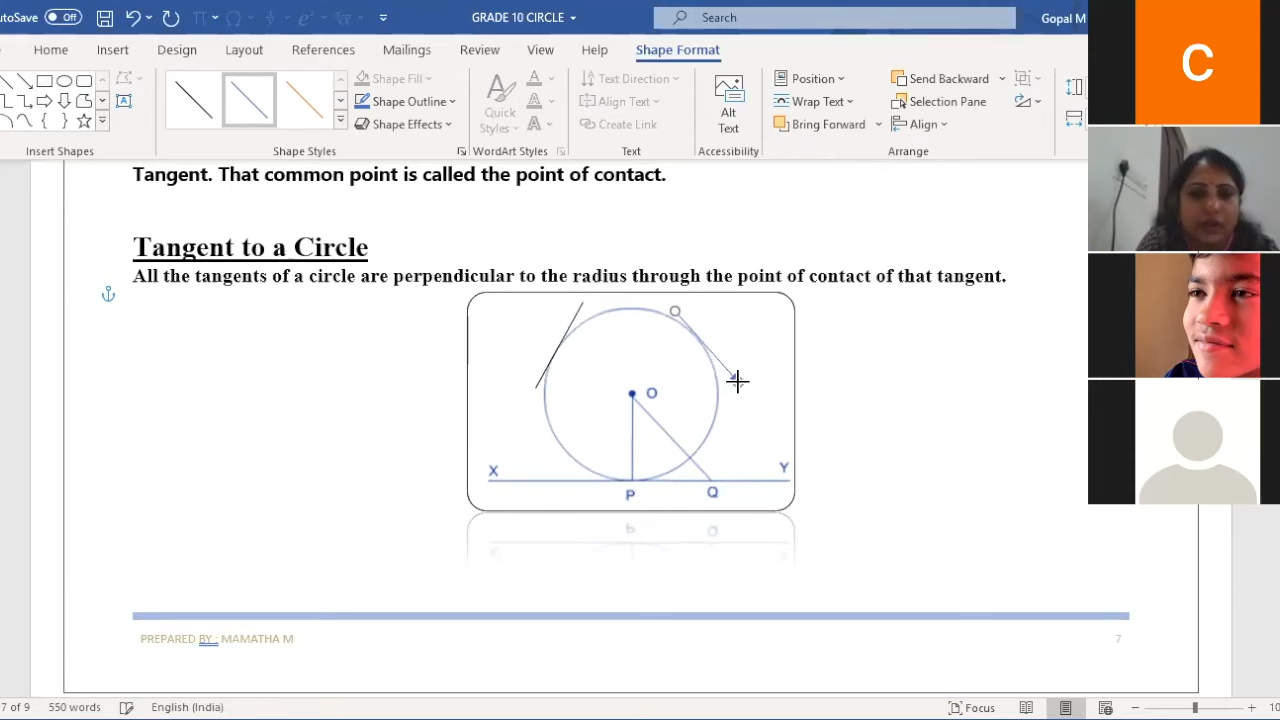 utoSave Off GRADE 10 CIRCLE Search Gopal M
Home Insert Design Layout References Mailings Review View Help Shape Format
Shape Fill
Shape Outline
Shape Effects
Quick
Styles
Text Direction
Align Text
Create Link
Alt
Text
Position
Wrap Text
Bring Forward
Send Backward
Selection Pane
Align
Insert Shapes Shape Styles WordArt Styles Text Accessibility Arrange
C
Tangent. That common point is called the point of contact.
Tangent to a Circle
All the tangents of a circle are perpendicular to the radius through the point of contact of that tangent.
O
X Y
P Q
PREPARED BY : MAMATHA M 7
7 of 9 550 words English (India) Focus 10